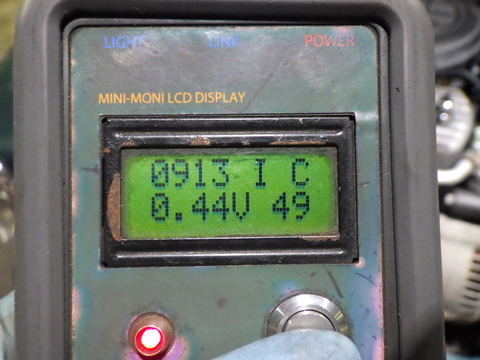 LIGHT LINE POWER
MINI-MONI LCD DISPLAY
0913 I C
0.44V 49